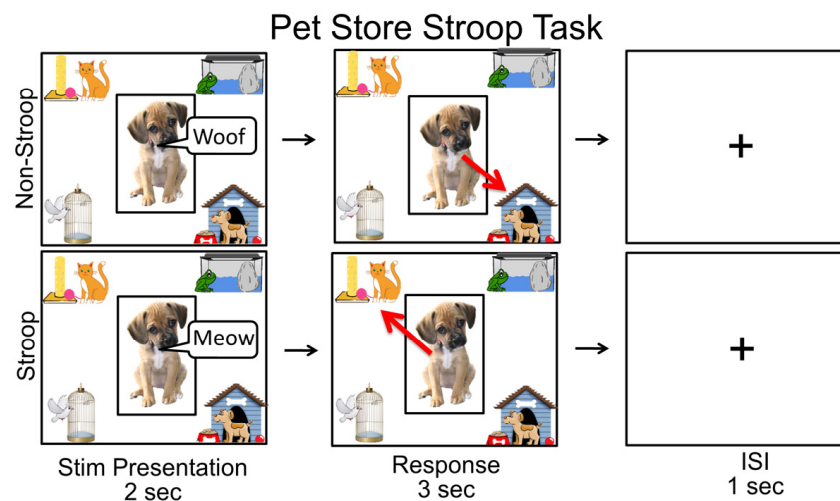 Pet Store Stroop Task
Non-Stroop
Woof
Stroop
Meow
Stim Presentation
2 sec
Response
3 sec
ISI
1 sec